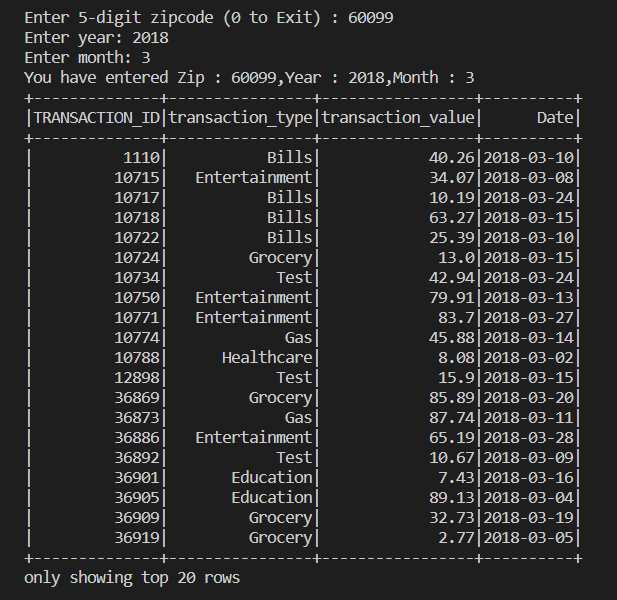 Enter 5-digit zipcode (0 to Exit) : 60099
Enter year: 2018
Enter month: 3
You have entered Zip : 60099,Year : 2018,Month : 3
+--------------+----------------+-----------------+----------+
|TRANSACTION_ID|transaction_type|transaction_value|      Date|
+--------------+----------------+-----------------+----------+
|          1110|           Bills|            40.26|2018-03-10|
|         10715|   Entertainment|            34.07|2018-03-08|
|         10717|           Bills|            10.19|2018-03-24|
|         10718|           Bills|            63.27|2018-03-15|
|         10722|           Bills|            25.39|2018-03-10|
|         10724|         Grocery|             13.0|2018-03-15|
|         10734|            Test|            42.94|2018-03-24|
|         10750|   Entertainment|            79.91|2018-03-13|
|         10771|   Entertainment|             83.7|2018-03-27|
|         10774|             Gas|            45.88|2018-03-14|
|         10788|      Healthcare|             8.08|2018-03-02|
|         12898|            Test|             15.9|2018-03-15|
|         36869|         Grocery|            85.89|2018-03-20|
|         36873|             Gas|            87.74|2018-03-11|
|         36886|   Entertainment|            65.19|2018-03-28|
|         36892|            Test|            10.67|2018-03-09|
|         36901|       Education|             7.43|2018-03-16|
|         36905|       Education|            89.13|2018-03-04|
|         36909|         Grocery|            32.73|2018-03-19|
|         36919|         Grocery|             2.77|2018-03-05|
+--------------+----------------+-----------------+----------+
only showing top 20 rows